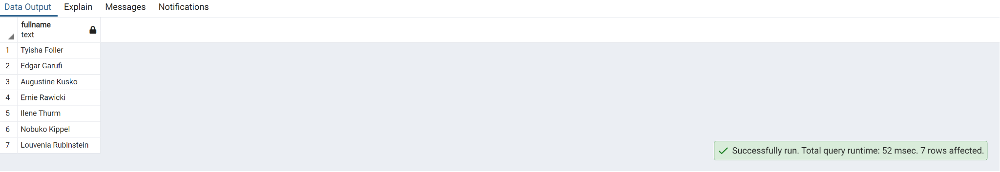 Data Output Explain Messages Notifications
fullname
text
1 Tyisha Foller
2 Edgar Garufi
3 Augustine Kusko
4 Ernie Rawicki
5 Ilene Thurm
6 Nobuko Kippel
7 Louvenia Rubinstein
Successfully run. Total query runtime: 52 msec. 7 rows affected.